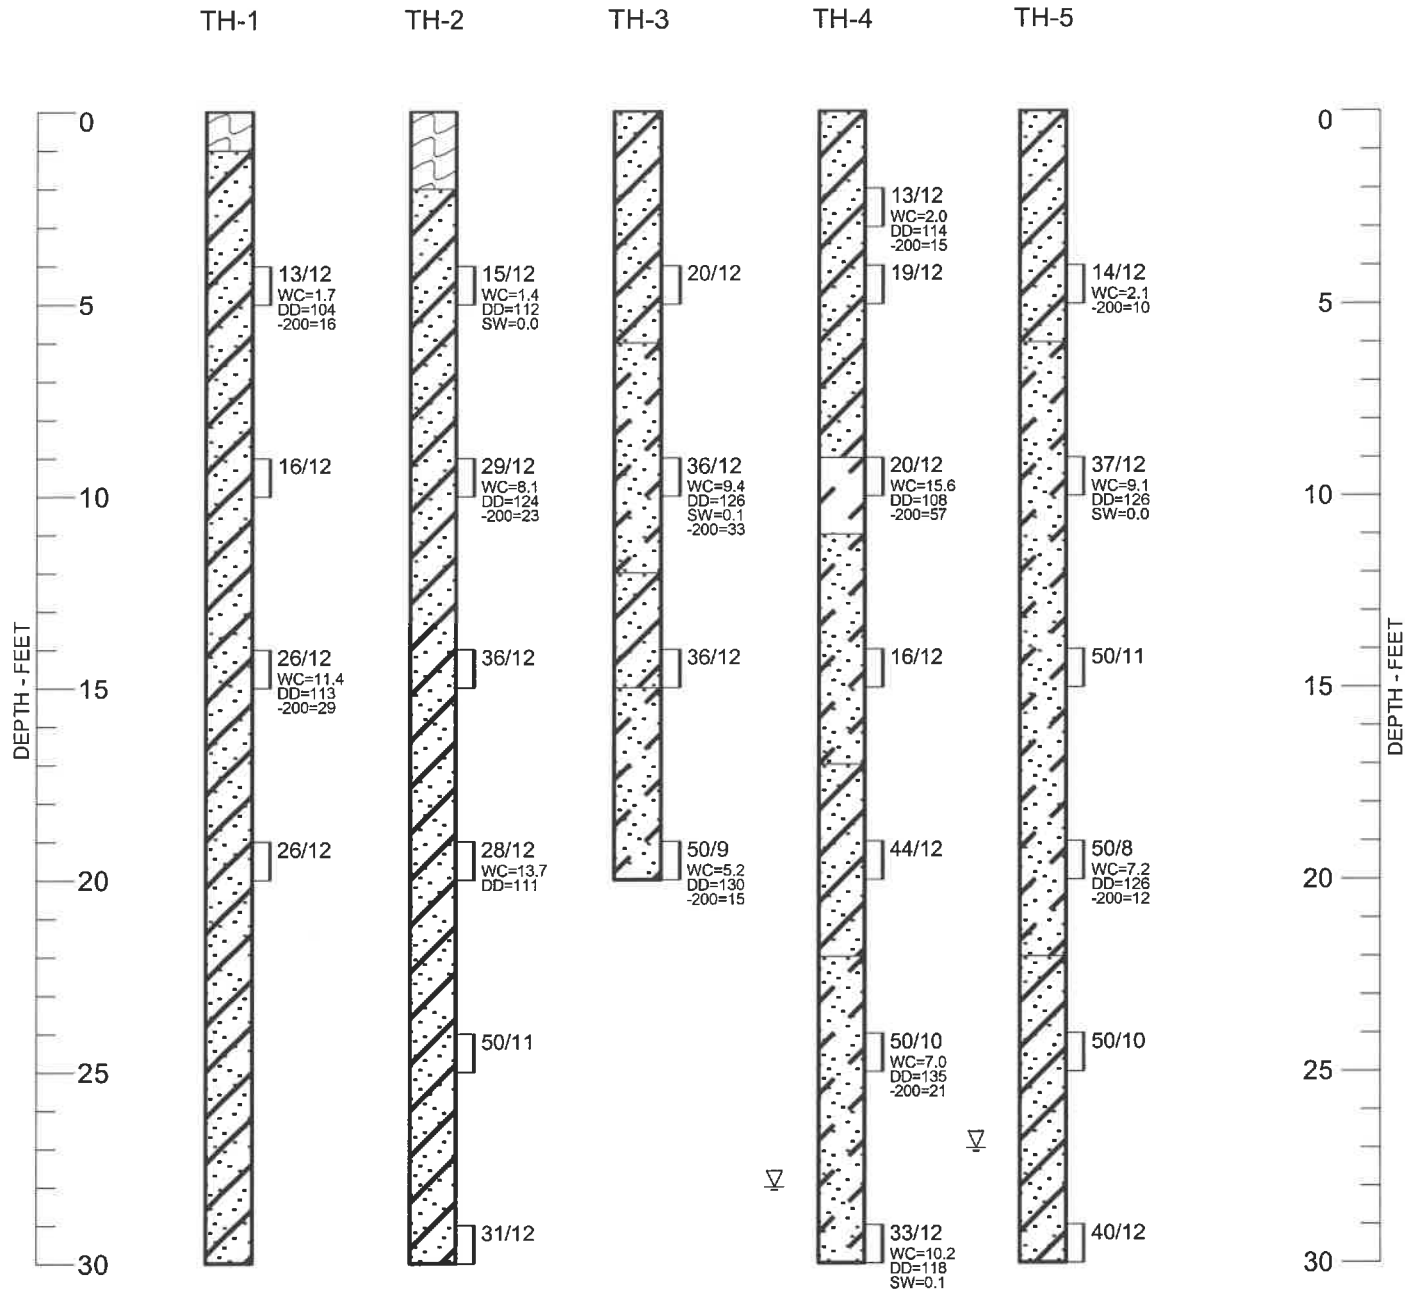 TH-1
TH-2
TH-3
TH-4
TH-5
DEPTH - FEET
0
5
10
15
20
25
30
13/12
WC=1.7
DD=104
-200=16
16/12
26/12
WC=11.4
DD=113
-200=29
26/12
15/12
WC=1.4
DD=112
SW=0.0
29/12
WC=8.1
DD=124
-200=23
36/12
28/12
WC=13.7
DD=111
50/11
31/12
20/12
36/12
WC=9.4
DD=126
SW=0.1
-200=33
36/12
50/9
WC=5.2
DD=130
-200=15
13/12
WC=2.0
DD=114
-200=15
19/12
20/12
WC=15.6
DD=108
-200=57
16/12
44/12
50/10
WC=7.0
DD=135
-200=21
33/12
WC=10.2
DD=118
SW=0.1
14/12
WC=2.1
-200=10
37/12
WC=9.1
DD=126
SW=0.0
50/11
50/8
WC=7.2
DD=126
-200=12
50/10
40/12
0
5
10
15
20
25
30
DEPTH - FEET